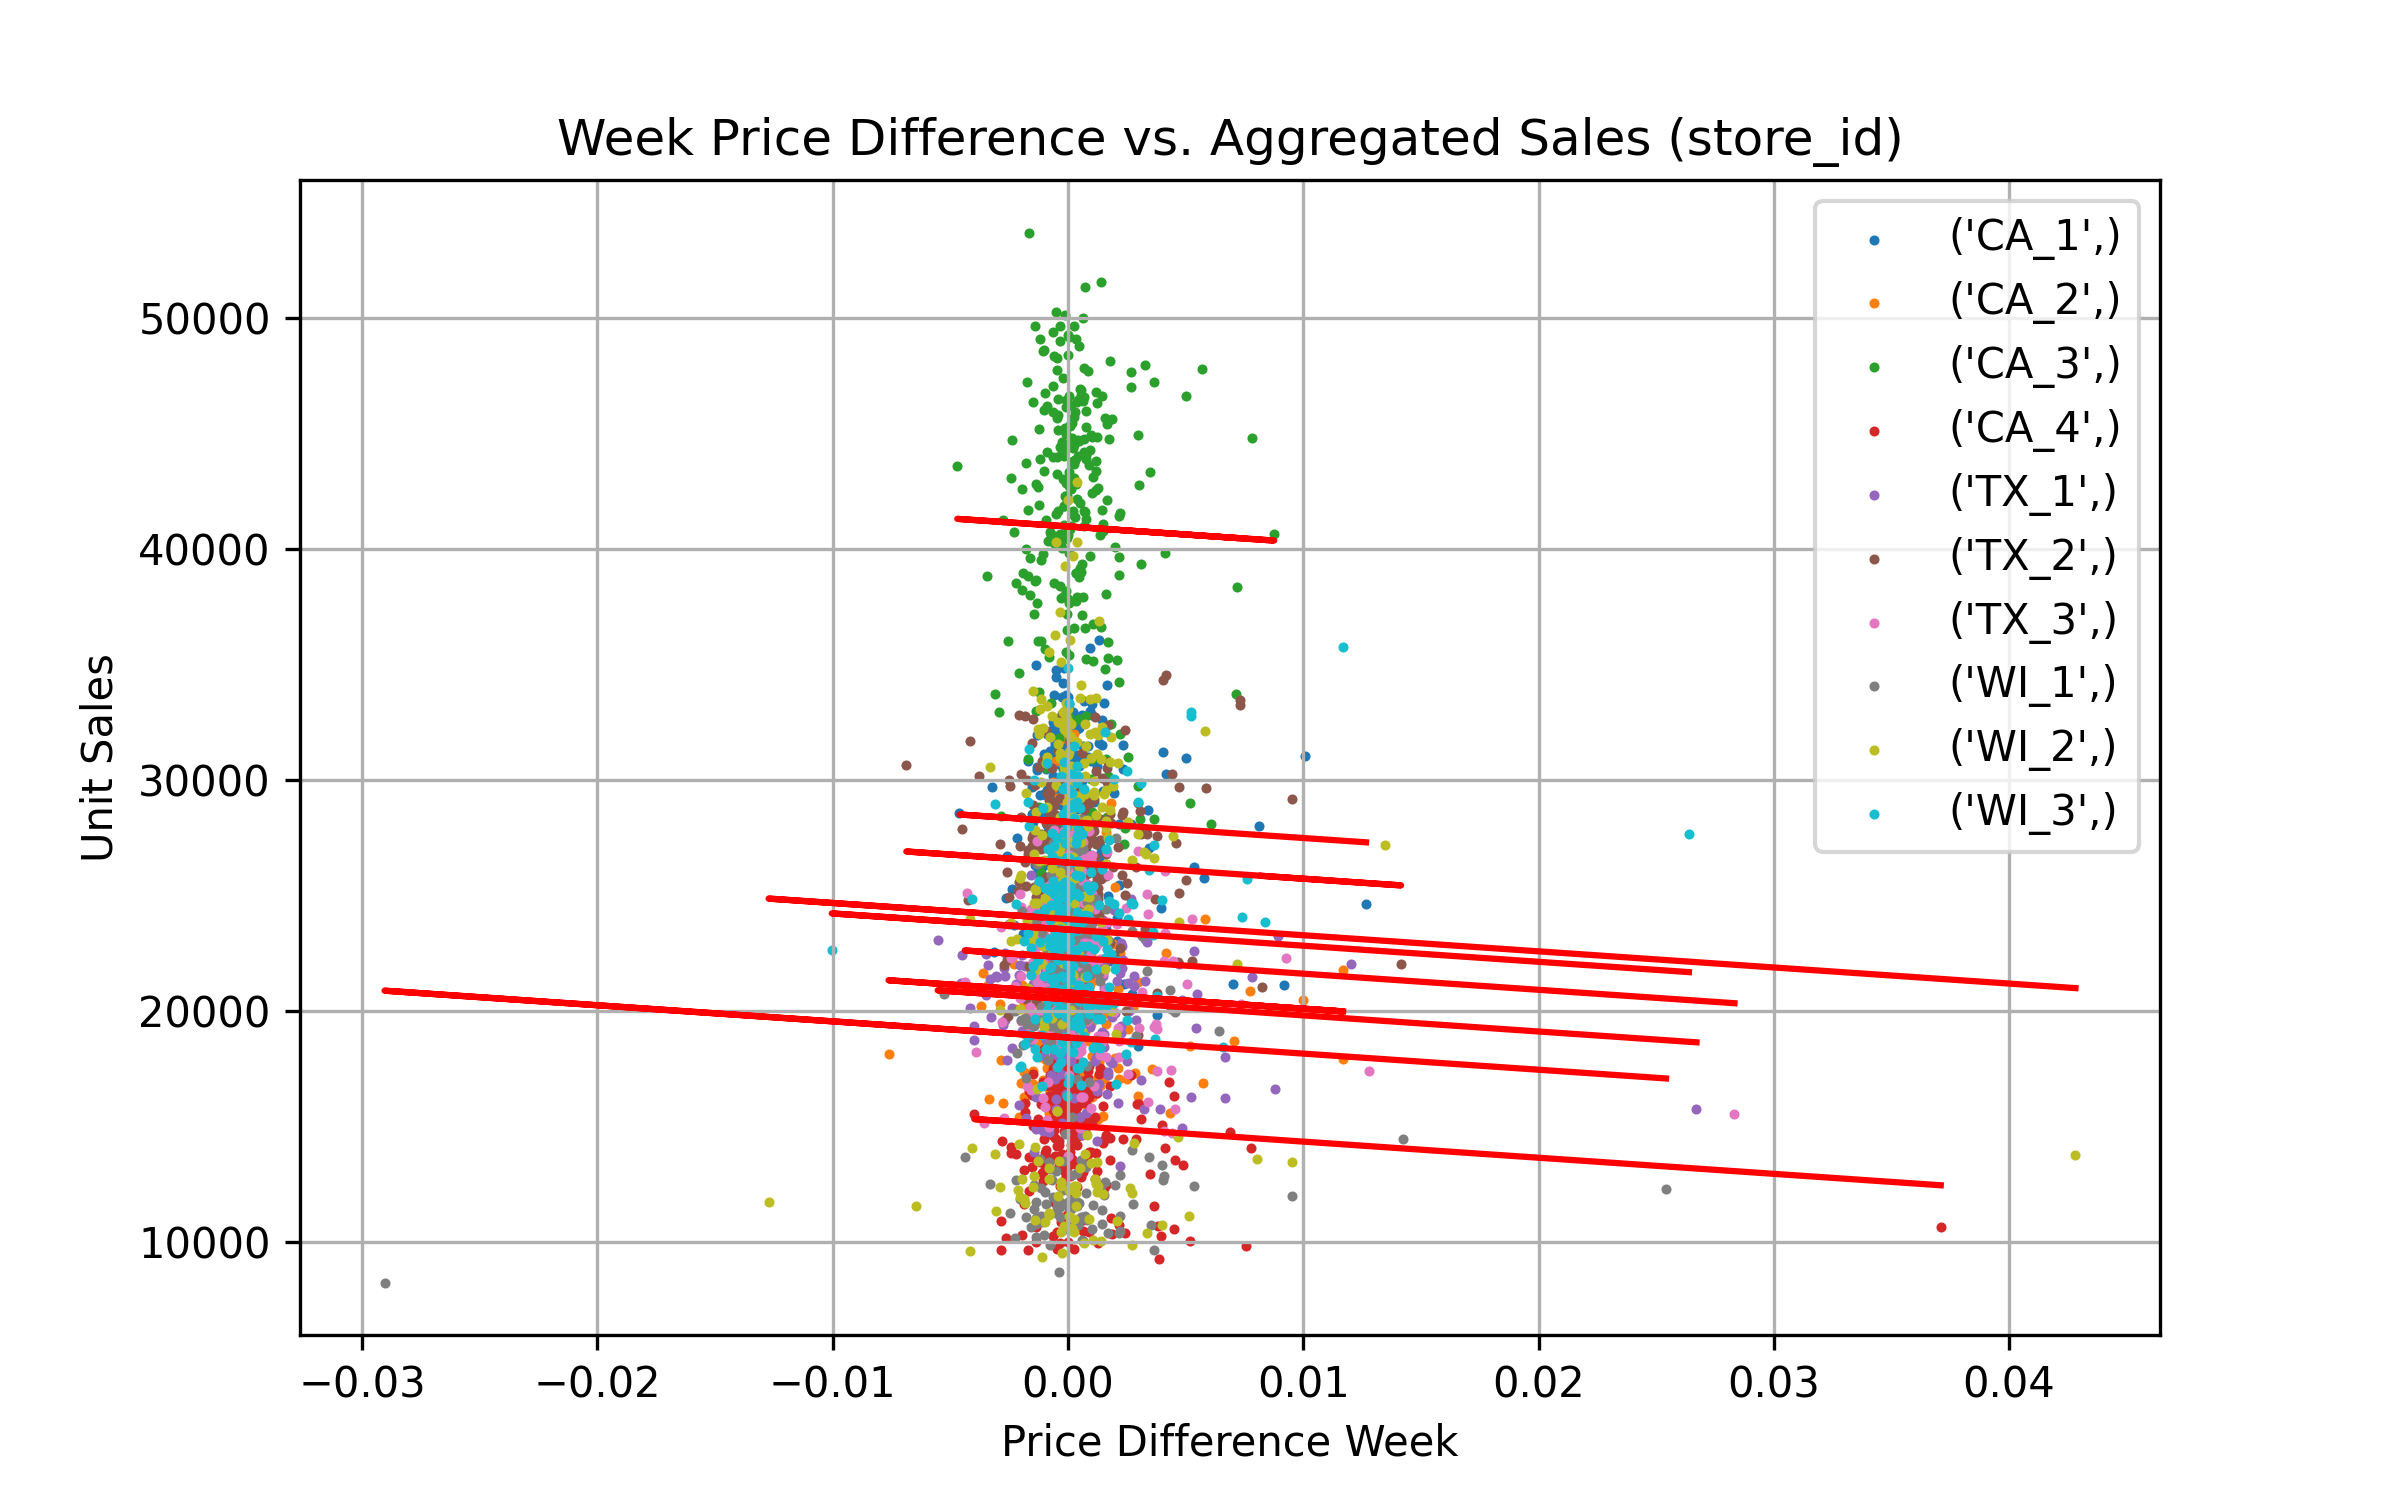 Week Price Difference vs. Aggregated Sales (store_id)
('CA_1',)
('CA_2',)
('CA_3',)
('CA_4',)
('TX_1',)
('TX_2',)
('TX_3',)
('WI_1',)
('WI_2',)
('WI_3',)
Unit Sales
50000
40000
30000
20000
10000
−0.03 −0.02 −0.01 0.00 0.01 0.02 0.03 0.04
Price Difference Week